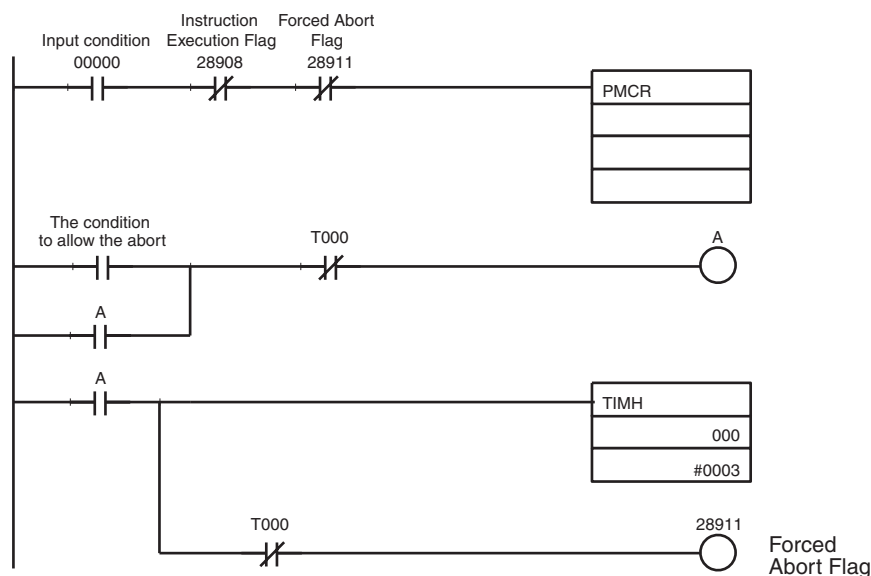 Instruction
Execution Flag
Forced Abort
Flag
Input condition
00000
28908
28911
PMCR
The condition
to allow the abort
T000
A
A
A
TIMH
000
#0003
T000
28911
Forced
Abort Flag